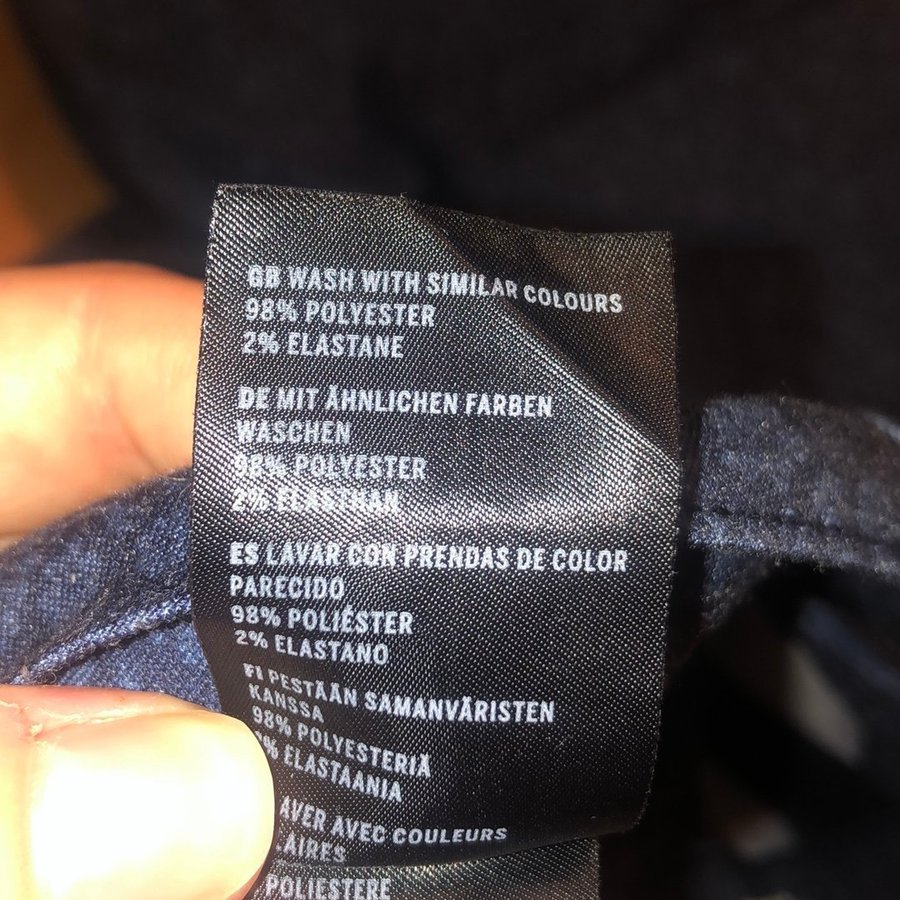 GB WASH WITH SIMILAR COLOURS
98% POLYESTER
2% ELASTANE
DE MIT ÄHNLICHEN FARBEN
WASCHEN
98% POLYESTER
2% ELASTHAN
ES LAVAR CON PRENDAS DE COLOR
PARECIDO
98% POLIÉSTER
2% ELASTANO
FI PESTÄÄN SAMANVÄRISTEN
KANSSA
98% POLYESTERIÄ
% ELASTAANIA
AVER AVEC COULEURS
LAIRES
POLIESTERE